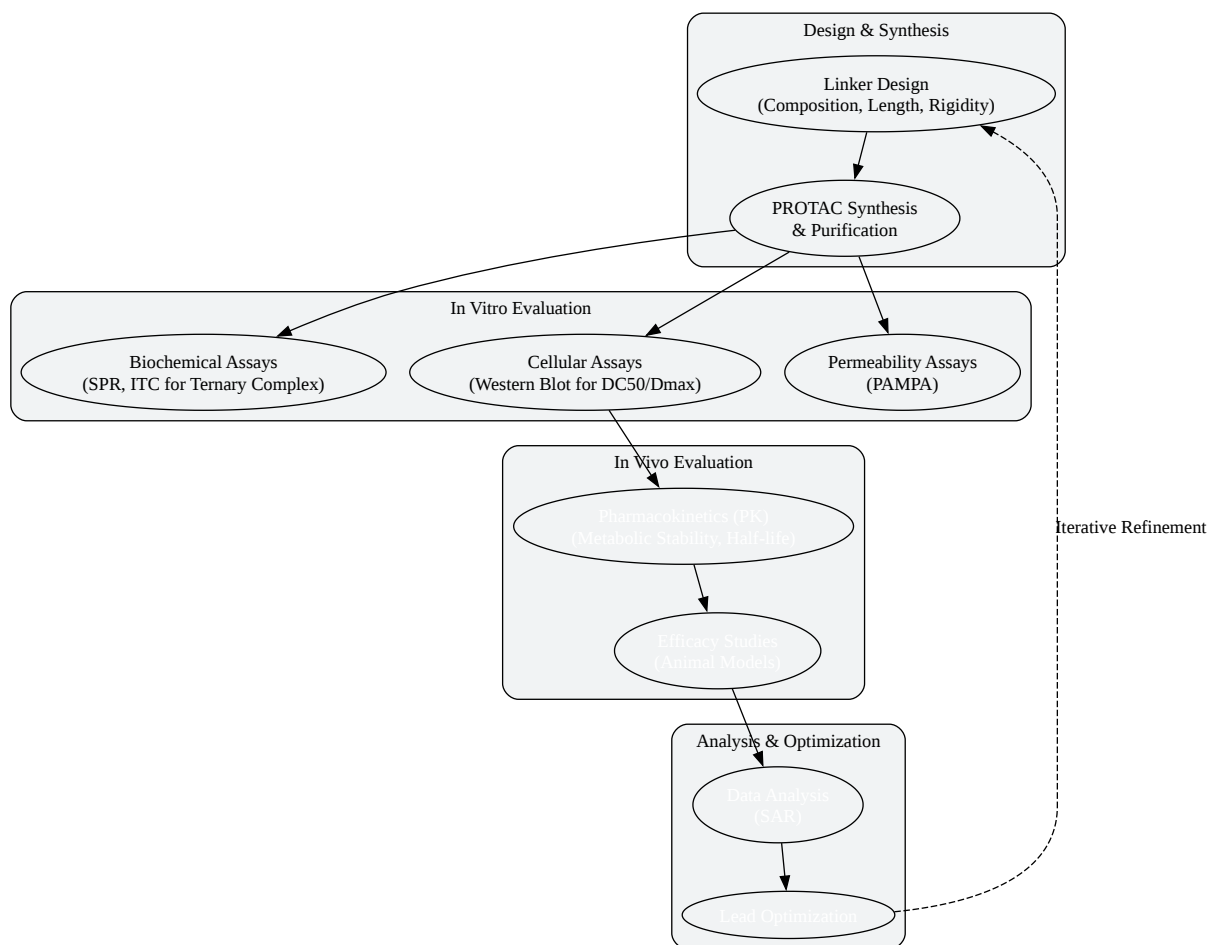 Design & Synthesis
Linker Design
(Composition, Length, Rigidity)
PROTAC Synthesis
& Purification
In Vitro Evaluation
Biochemical Assays
(SPR, ITC for Ternary Complex)
Cellular Assays
(Western Blot for DC50/Dmax)
Permeability Assays
(PAMPA)
In Vivo Evaluation
Pharmacokinetics (PK)
(Metabolic Stability, Half-life)
Iterative Refinement
Efficacy Studies
(Animal Models)
Analysis & Optimization
Data Analysis
(SAR)
Lead Optimization